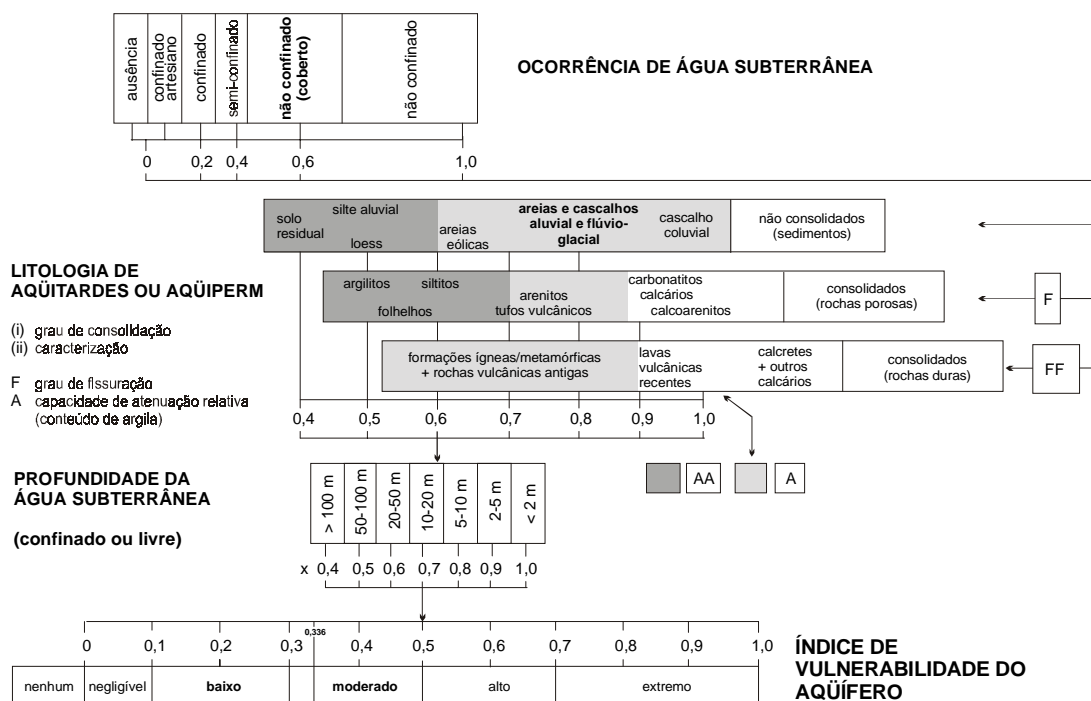 ausência
confinado
artesiano
confinado
semi-confinado
não confinado
(coberto)
não confinado
OCORRÊNCIA DE ÁGUA SUBTERRÂNEA
0 0,2 0,4 0,6 1,0
solo
residual
silte aluvial
loess
areias
eólicas
areias e cascalhos
aluvial e flúvio-
glacial
cascalho
coluvial
não consolidados
(sedimentos)
LITOLOGIA DE
AQÜITARDES OU AQÜIPERM
(i) grau de consolidação
(ii) caracterização
F grau de fissuração
A capacidade de atenuação relativa
(conteúdo de argila)
argilitos siltitos
folhelhos
arenitos
tufos vulcânicos
carbonatitos
calcários
calcoarenitos
consolidados
(rochas porosas)
F
formações ígneas/metamórficas
+ rochas vulcânicas antigas
lavas
vulcânicas
recentes
calcretes
+ outros
calcários
consolidados
(rochas duras)
FF
0,4 0,5 0,6 0,7 0,8 0,9 1,0
AA A
PROFUNDIDADE DA
ÁGUA SUBTERRÂNEA
(confinado ou livre)
> 100 m
50-100 m
20-50 m
10-20 m
5-10 m
2-5 m
< 2 m
x 0,4 0,5 0,6 0,7 0,8 0,9 1,0
0,336
0 0,1 0,2 0,3 0,4 0,5 0,6 0,7 0,8 0,9 1,0
nenhum negligível baixo moderado alto extremo
ÍNDICE DE
VULNERABILIDADE DO
AQÜÍFERO